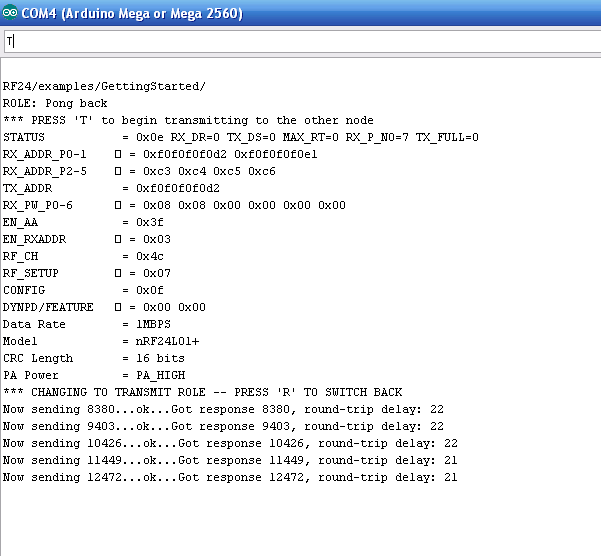 COM4 (Arduino Mega or Mega 2560)
T
RF24/examples/GettingStarted/
ROLE: Pong back
*** PRESS 'T' to begin transmitting to the other node
STATUS = 0x0e RX_DR=0 TX_DS=0 MAX_RT=0 RX_P_NO=7 TX_FULL=0
RX_ADDR_P0-1 = 0xf0f0f0f0d2 0xf0f0f0f0e1
RX_ADDR_P2-5 = 0xc3 0xc4 0xc5 0xc6
TX_ADDR = 0xf0f0f0f0d2
RX_PW_P0-6 = 0x08 0x08 0x00 0x00 0x00 0x00
EN_AA = 0x3f
EN_RXADDR = 0x03
RF_CH = 0x4c
RF_SETUP = 0x07
CONFIG = 0x0f
DYNPD/FEATURE = 0x00 0x00
Data Rate = 1MBPS
Model = nRF24L01+
CRC Length = 16 bits
PA Power = PA_HIGH
*** CHANGING TO TRANSMIT ROLE -- PRESS 'R' TO SWITCH BACK
Now sending 8380...ok...Got response 8380, round-trip delay: 22
Now sending 9403...ok...Got response 9403, round-trip delay: 22
Now sending 10426...ok...Got response 10426, round-trip delay: 22
Now sending 11449...ok...Got response 11449, round-trip delay: 21
Now sending 12472...ok...Got response 12472, round-trip delay: 21